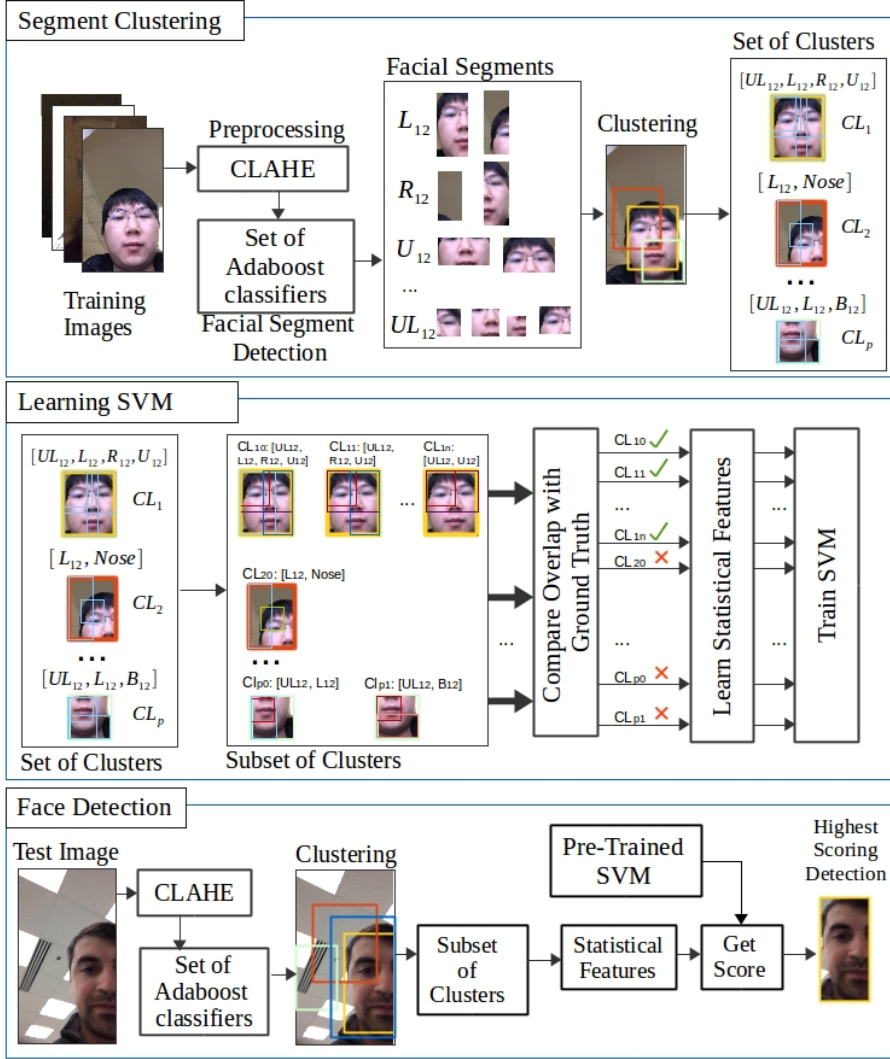 Segment Clustering
Set of Clusters
Facial Segments
[UL12, L12, R12, U12]
Preprocessing
CLAHE
L12
Clustering
CL1
R12
[L12, Nose]
Set of
Adaboost
classifiers
U12
CL2
...
...
Training
Images
Facial Segment
Detection
UL12
[UL12, L12, B12]
CLp
Learning SVM
[UL12, L12, R12, U12]
CL1
[L12, Nose]
CL2
...
[UL12, L12, B12]
CLp
Set of Clusters
CL10: [UL12,
L12, R12, U12]
CL11: [UL12,
R12, U12]
CL1n:
[UL12, U12]
...
CL20: [L12, Nose]
...
Clp0: [UL12, L12]
Clp1: [UL12, B12]
Subset of Clusters
...
Compare Overlap with
Ground Truth
CL10 ✓
CL11 ✓
...
CL1n ✓
CL20 ✗
...
CLp0 ✗
CLp1 ✗
Learn Statistical Features
...
...
Train SVM
Face Detection
Test Image
CLAHE
Set of
Adaboost
classifiers
Clustering
Subset
of
Clusters
Statistical
Features
Pre-Trained
SVM
Get
Score
Highest
Scoring
Detection